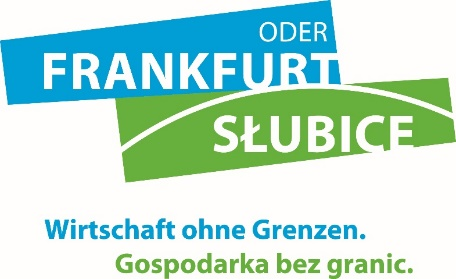 ODER
FRANKFURT
SŁUBICE
Wirtschaft ohne Grenzen.
Gospodarka bez granic.